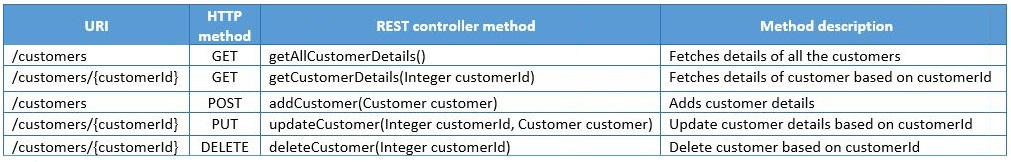 URI HTTP method REST controller method Method description
/customers GET getAllCustomerDetails() Fetches details of all the customers
/customers/{customerId} GET getCustomerDetails(Integer customerId) Fetches details of customer based on customerId
/customers POST addCustomer(Customer customer) Adds customer details
/customers/{customerId} PUT updateCustomer(Integer customerId, Customer customer) Update customer details based on customerId
/customers/{customerId} DELETE deleteCustomer(Integer customerId) Delete customer based on customerId